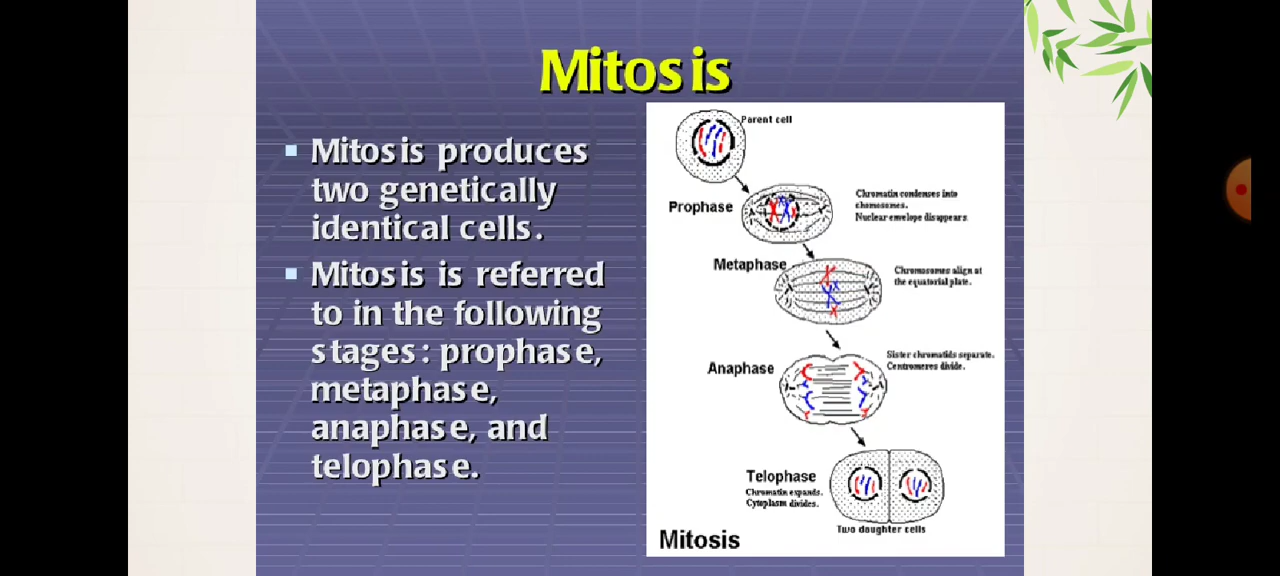 Mitosis
Mitosis produces
two genetically
identical cells.
Mitosis is referred
to in the following
stages: prophase,
metaphase,
anaphase, and
telophase.
Parent cell
Prophase
Chromatin condenses into
chromosomes.
Nuclear envelope disappears.
Metaphase
Chromosomes align at
the equatorial plate.
Anaphase
Sister chromatids separate.
Centromeres divide.
Telophase
Chromatin expands.
Cytoplasm divides.
Two daughter cells
Mitosis